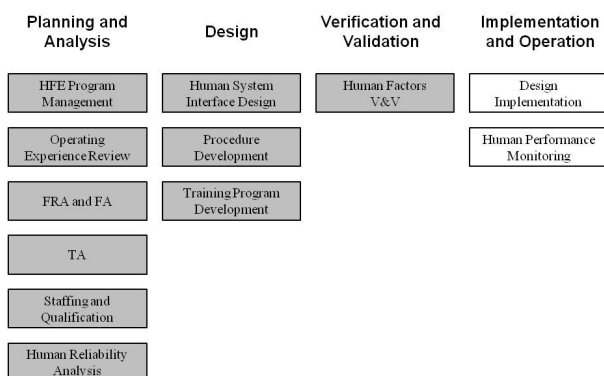 Planning and
Analysis
HFE Program
Management
Operating
Experience Review
FRA and FA
TA
Staffing and
Qualification
Human Reliability
Analysis
Design
Human System
Interface Design
Procedure
Development
Training Program
Development
Verification and
Validation
Human Factors
V&V
Implementation
and Operation
Design
Implementation
Human Performance
Monitoring